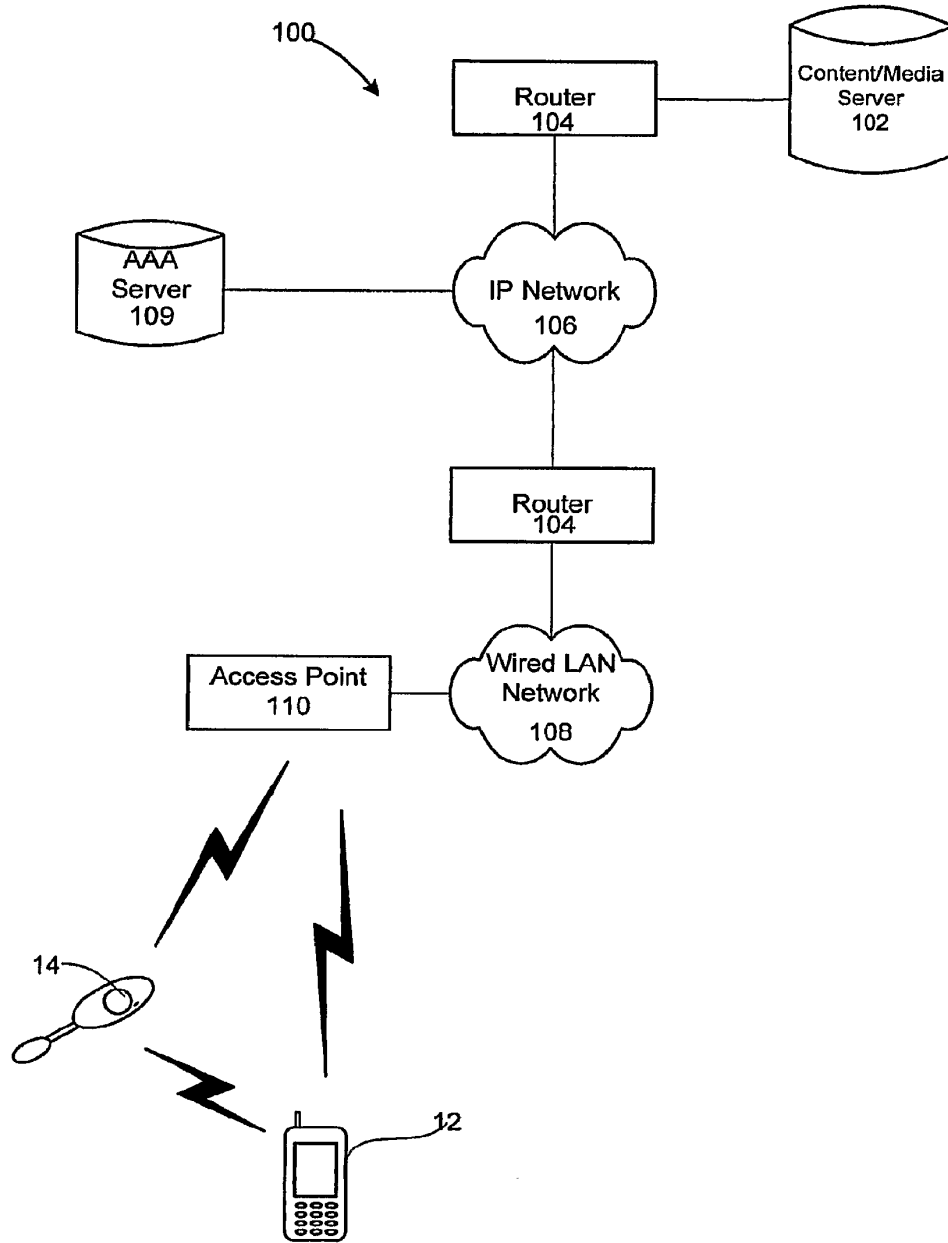 100
Router
104
Content/Media
Server
102
AAA
Server
109
IP Network
106
Router
104
Access Point
110
Wired LAN
Network
108
14
12